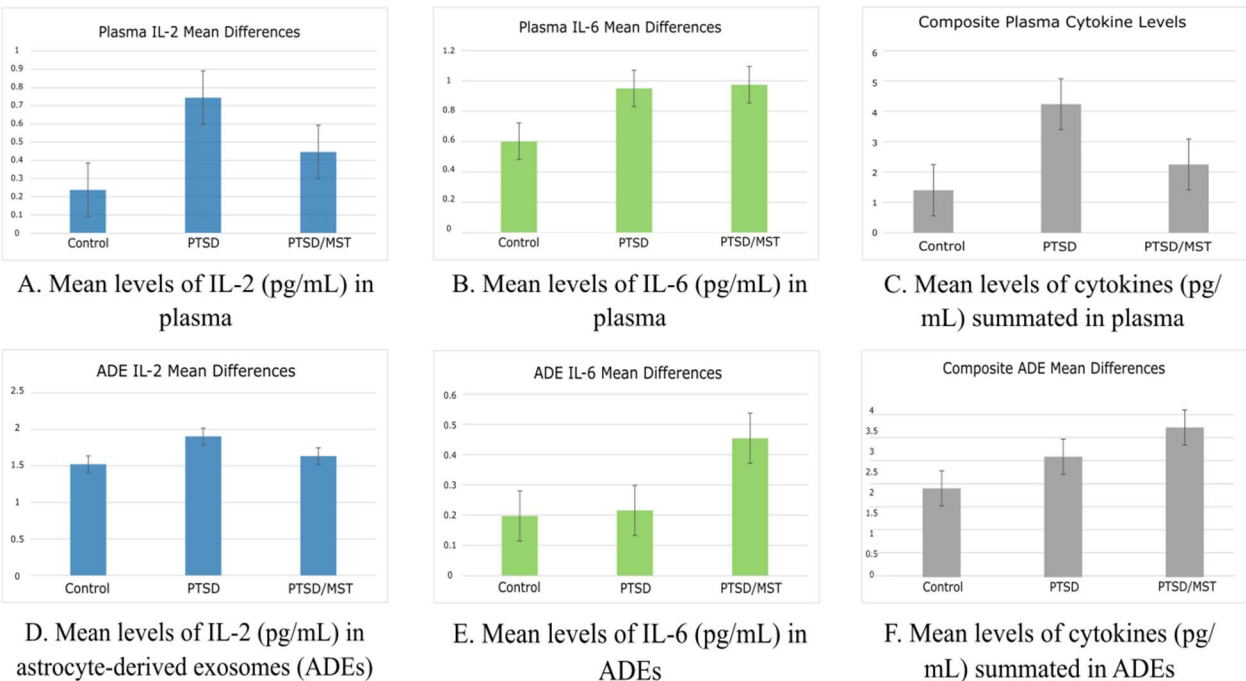 Plasma IL-2 Mean Differences
1
0.9
0.8
0.7
0.6
0.5
0.4
0.3
0.2
0.1
0
Control PTSD PTSD/MST
A. Mean levels of IL-2 (pg/mL) in
plasma
Plasma IL-6 Mean Differences
1.2
1
0.8
0.6
0.4
0.2
0
Control PTSD PTSD/MST
B. Mean levels of IL-6 (pg/mL) in
plasma
Composite Plasma Cytokine Levels
6
5
4
3
2
1
0
Control PTSD PTSD/MST
C. Mean levels of cytokines (pg/
mL) summated in plasma
ADE IL-2 Mean Differences
2.5
2
1.5
1
0.5
0
Control PTSD PTSD/MST
D. Mean levels of IL-2 (pg/mL) in
astrocyte-derived exosomes (ADEs)
ADE IL-6 Mean Differences
0.6
0.5
0.4
0.3
0.2
0.1
0
Control PTSD PTSD/MST
E. Mean levels of IL-6 (pg/mL) in
ADEs
Composite ADE Mean Differences
4
3.5
3
2.5
2
1.5
1
0.5
0
Control PTSD PTSD/MST
F. Mean levels of cytokines (pg/
mL) summated in ADEs